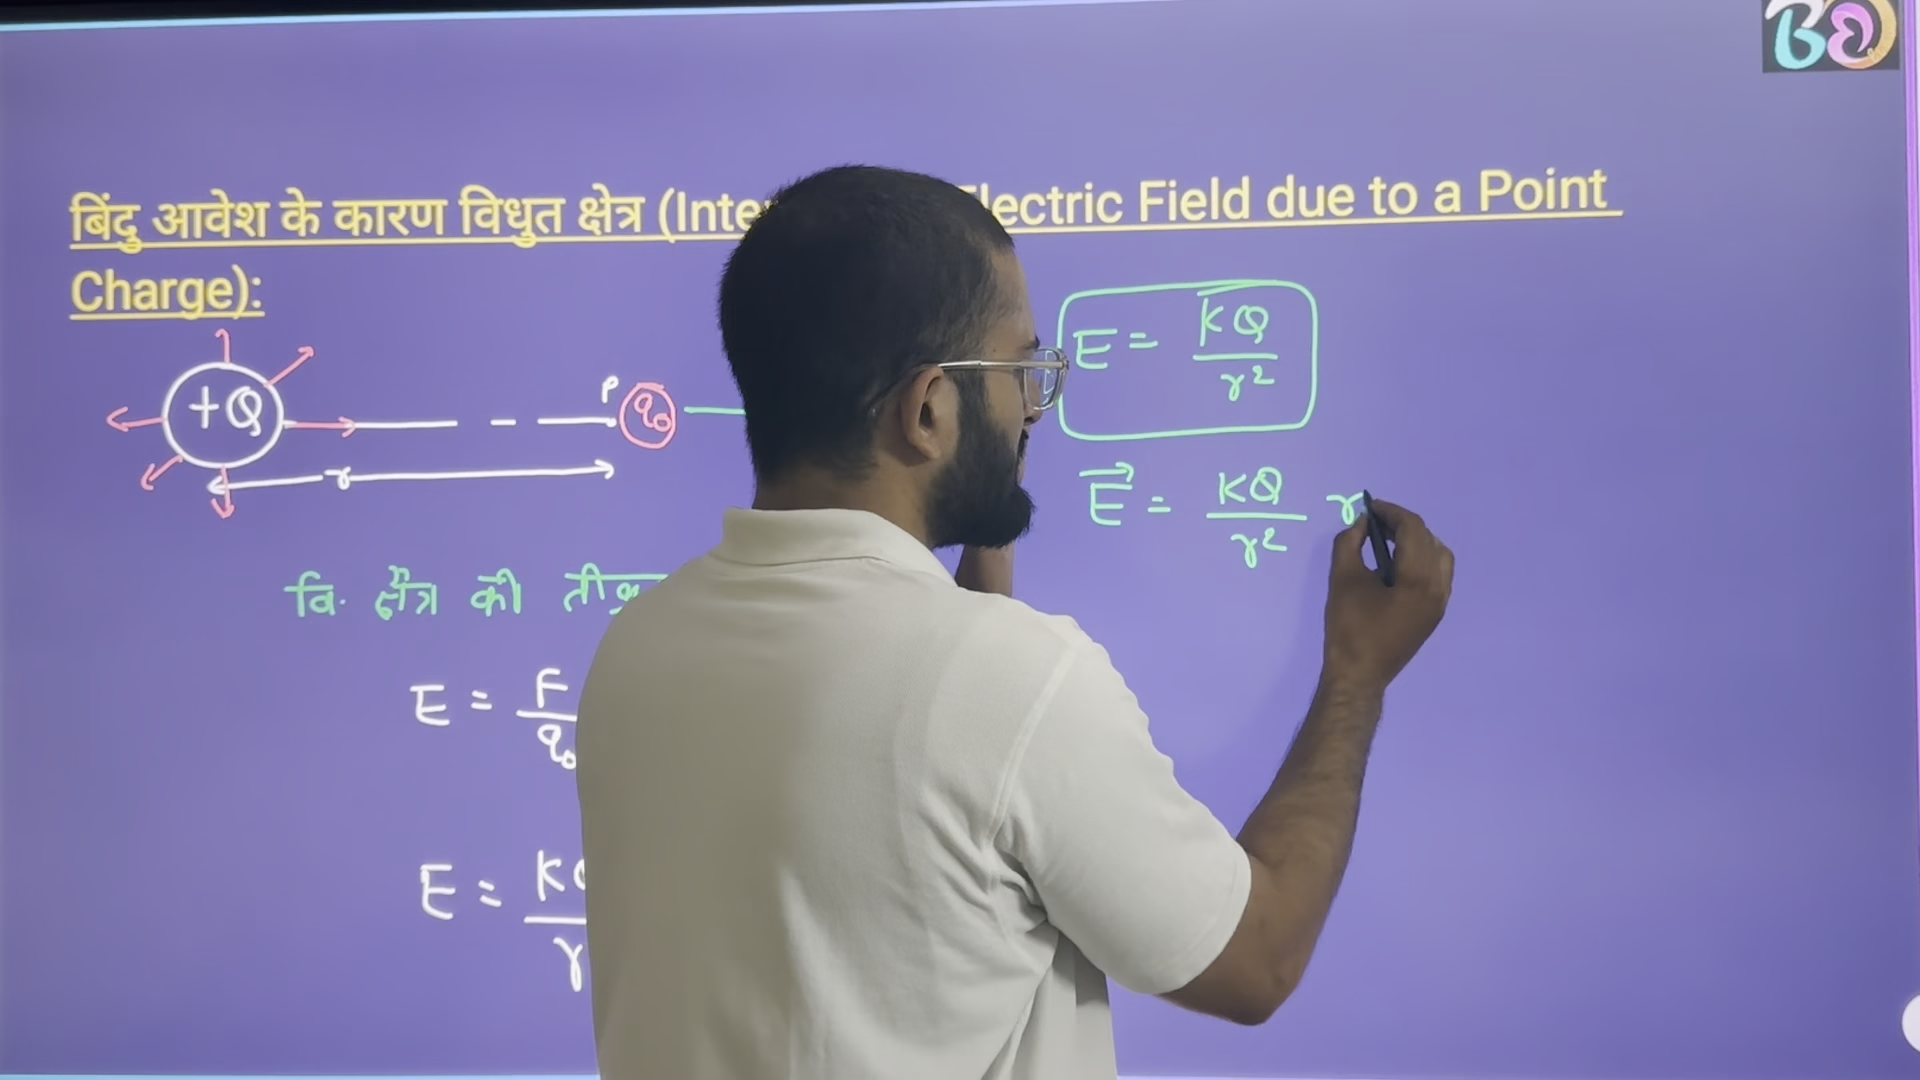 बिंदु आवेश के कारण विधुत क्षेत्र (Inte lectric Field due to a Point
Charge):
+Q
P
q₀
r
E = KQ / r²
E⃗ = KQ / r² r
वि. क्षेत्र की
E = F / q₀
E = K / r